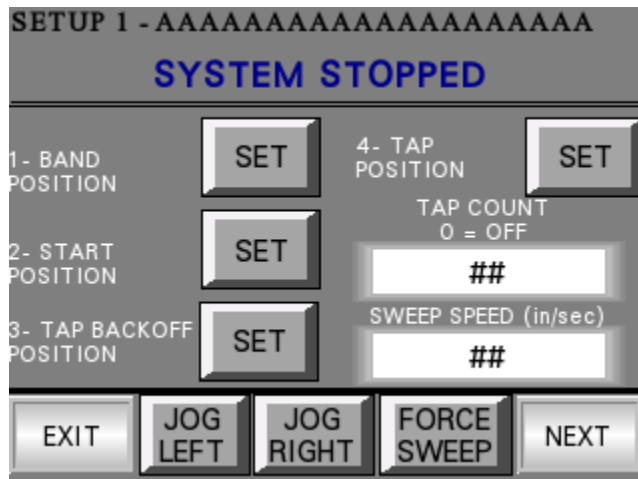 SETUP 1 - AAAAAAAAAAAAAAAAAAAAA
SYSTEM STOPPED
1- BAND
POSITION
SET
4- TAP
POSITION
SET
TAP COUNT
0 = OFF
##
2- START
POSITION
SET
3- TAP BACKOFF
POSITION
SET
SWEEP SPEED (in/sec)
##
EXIT
JOG
LEFT
JOG
RIGHT
FORCE
SWEEP
NEXT